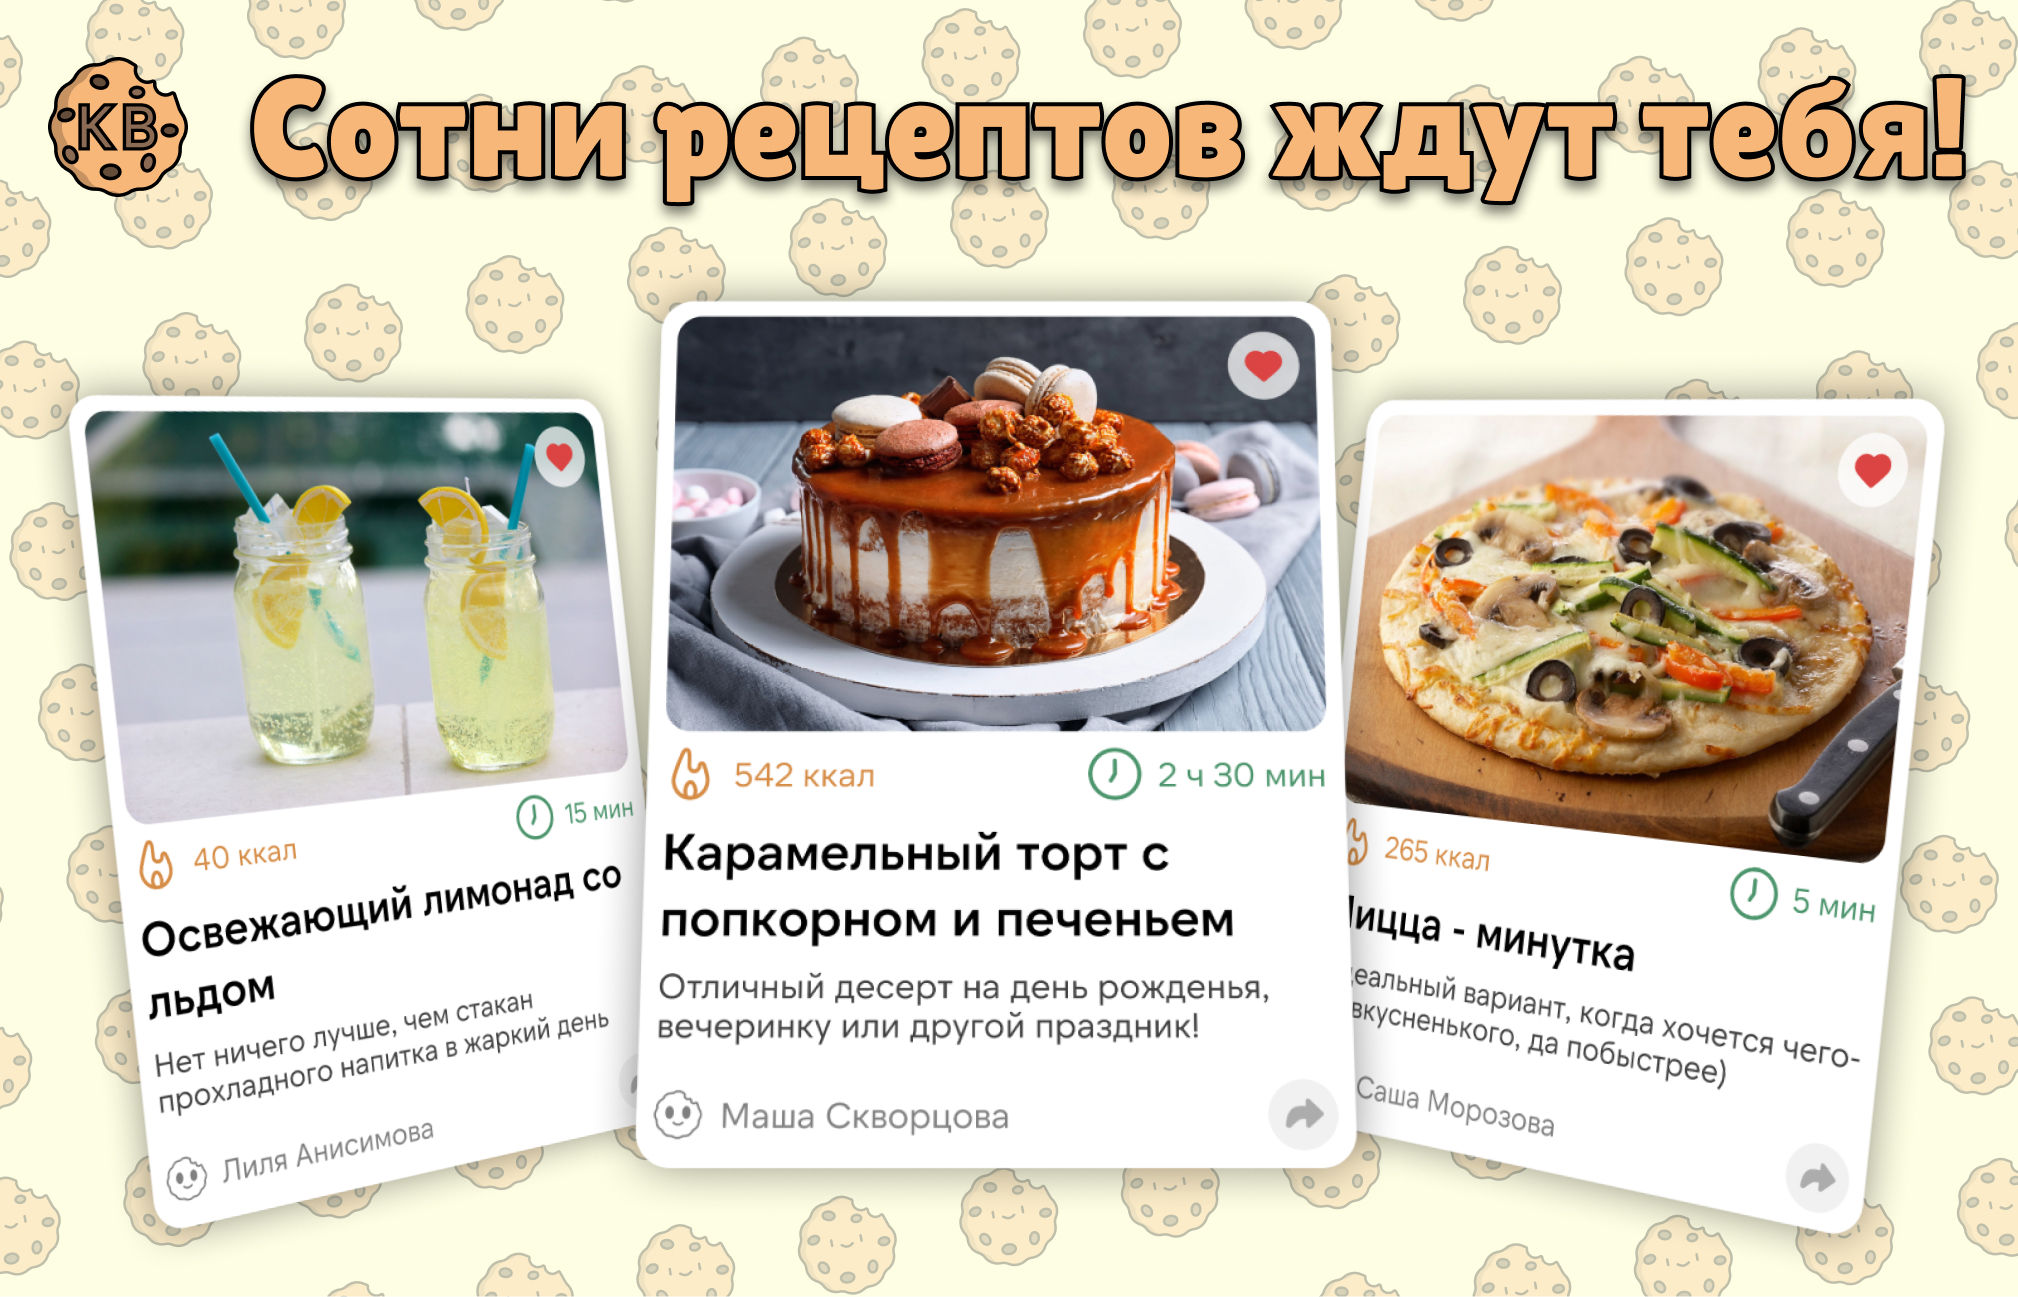 КВ
Сотни рецептов ждут тебя!
40 ккал
15 мин
Освежающий лимонад со
льдом
Нет ничего лучше, чем стакан
прохладного напитка в жаркий день
Лиля Анисимова
542 ккал
2 ч 30 мин
Карамельный торт с
попкорном и печеньем
Отличный десерт на день рожденья,
вечеринку или другой праздник!
Маша Скворцова
265 ккал
5 мин
Пицца - минутка
вариант, когда хочется чего-
вкусненького, да побыстрее)
Саша Морозова